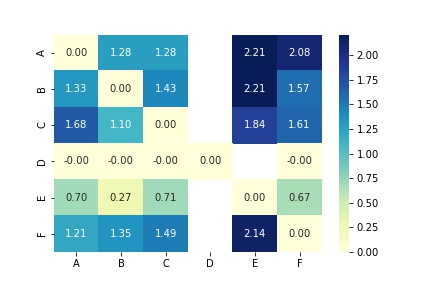 A 0.00 1.28 1.28 2.21 2.08
B 1.33 0.00 1.43 2.21 1.57
C 1.68 1.10 0.00 1.84 1.61
D -0.00 -0.00 -0.00 0.00 -0.00
E 0.70 0.27 0.71 0.00 0.67
F 1.21 1.35 1.49 2.14 0.00
A B C D E F
2.00
1.75
1.50
1.25
1.00
0.75
0.50
0.25
0.00